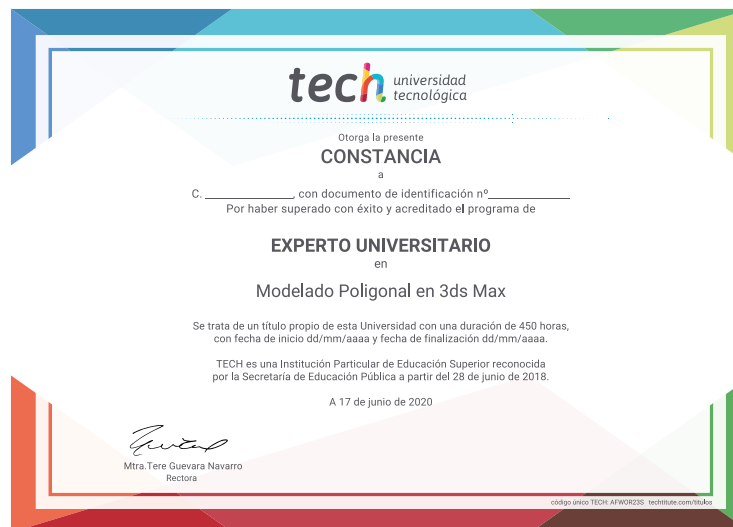 tech universidad
tecnológica
Otorga la presente
CONSTANCIA
a
C. ______________, con documento de identificación nº______________
Por haber superado con éxito y acreditado el programa de
EXPERTO UNIVERSITARIO
en
Modelado Poligonal en 3ds Max
Se trata de un título propio de esta Universidad con una duración de 450 horas,
con fecha de inicio dd/mm/aaaa y fecha de finalización dd/mm/aaaa.
TECH es una Institución Particular de Educación Superior reconocida
por la Secretaría de Educación Pública a partir del 28 de junio de 2018.
A 17 de junio de 2020
Mtra.Tere Guevara Navarro
Rectora
código único TECH: AFWOR23S techtitute.com/titulos